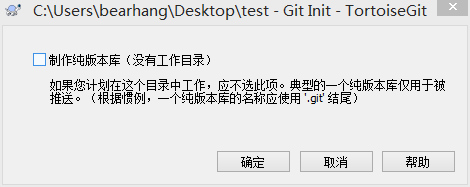 C:\Users\bearhang\Desktop\test - Git Init - TortoiseGit
制作纯版本库（没有工作目录）
如果您计划在这个目录中工作，应不选此项。典型的一个纯版本库仅用于被
推送。（根据惯例，一个纯版本库的名称应使用 '.git' 结尾）
确定 取消 帮助